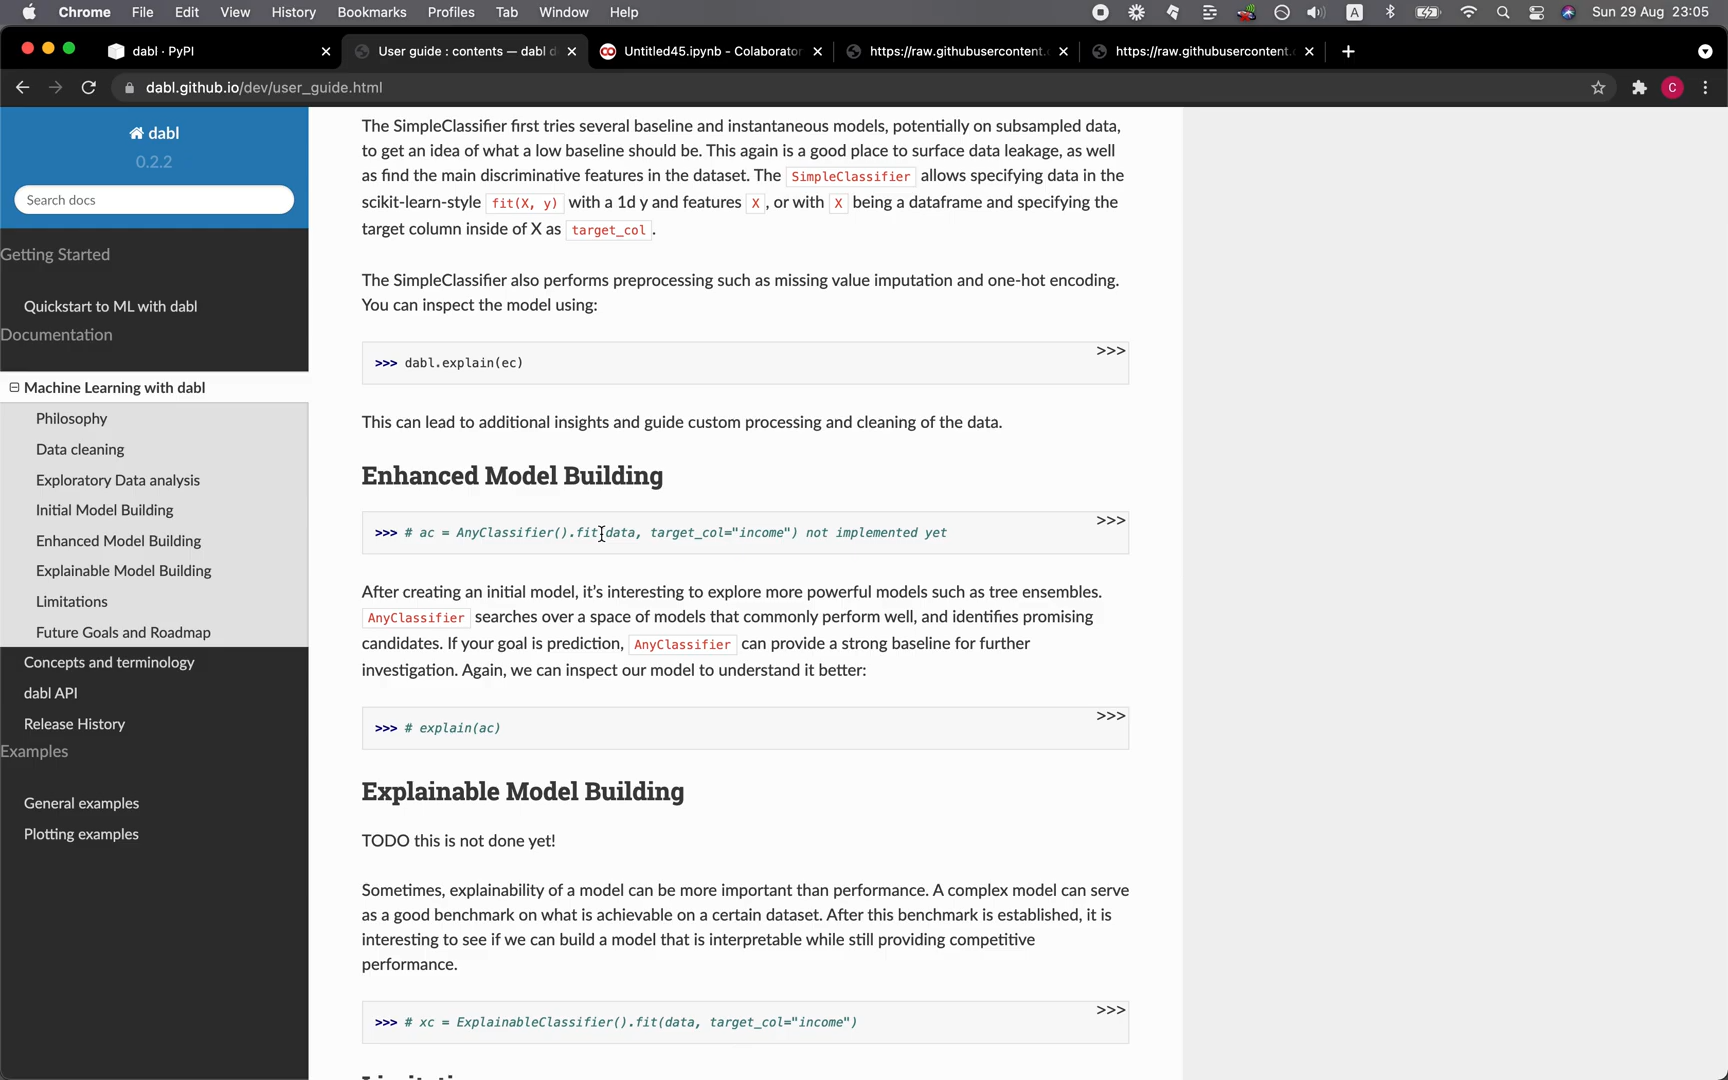 Chrome File Edit View History Bookmarks Profiles Tab Window Help A Sun 29 Aug 23:05
dabl · PyPI
User guide : contents — dabl d
Untitled45.ipynb - Colaborator
https://raw.githubusercontent.
https://raw.githubusercontent.
dabl.github.io/dev/user_guide.html
C
dabl
0.2.2
Search docs
Getting Started
Quickstart to ML with dabl
Documentation
Machine Learning with dabl
Philosophy
Data cleaning
Exploratory Data analysis
Initial Model Building
Enhanced Model Building
Explainable Model Building
Limitations
Future Goals and Roadmap
Concepts and terminology
dabl API
Release History
Examples
General examples
Plotting examples
The SimpleClassifier first tries several baseline and instantaneous models, potentially on subsampled data,
to get an idea of what a low baseline should be. This again is a good place to surface data leakage, as well
as find the main discriminative features in the dataset. The SimpleClassifier allows specifying data in the
scikit-learn-style fit(X, y) with a 1d y and features X , or with X being a dataframe and specifying the
target column inside of X as target_col .
The SimpleClassifier also performs preprocessing such as missing value imputation and one-hot encoding.
You can inspect the model using:
>>>
>>> dabl.explain(ec)
This can lead to additional insights and guide custom processing and cleaning of the data.
Enhanced Model Building
>>>
>>> # ac = AnyClassifier().fit(data, target_col="income") not implemented yet
After creating an initial model, it's interesting to explore more powerful models such as tree ensembles.
AnyClassifier searches over a space of models that commonly perform well, and identifies promising
candidates. If your goal is prediction, AnyClassifier can provide a strong baseline for further
investigation. Again, we can inspect our model to understand it better:
>>>
>>> # explain(ac)
Explainable Model Building
TODO this is not done yet!
Sometimes, explainability of a model can be more important than performance. A complex model can serve
as a good benchmark on what is achievable on a certain dataset. After this benchmark is established, it is
interesting to see if we can build a model that is interpretable while still providing competitive
performance.
>>>
>>> # xc = ExplainableClassifier().fit(data, target_col="income")